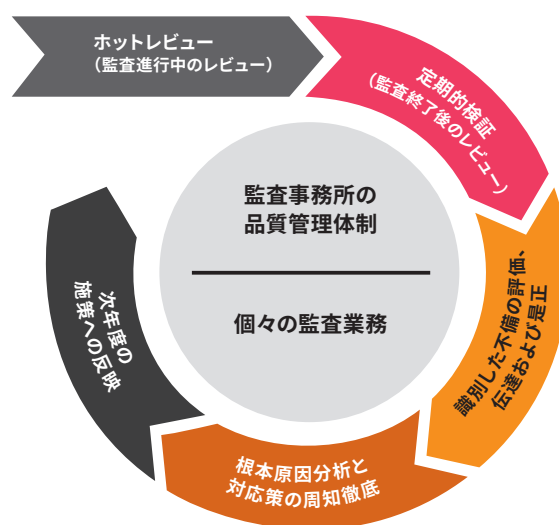 ホットレビュー
（監査進行中のレビュー）
定期的検証
（監査終了後のレビュー）
識別した不備の評価、
伝達および是正
根本原因分析と
対応策の周知徹底
次年度の
施策への反映
監査事務所の
品質管理体制
個々の監査業務